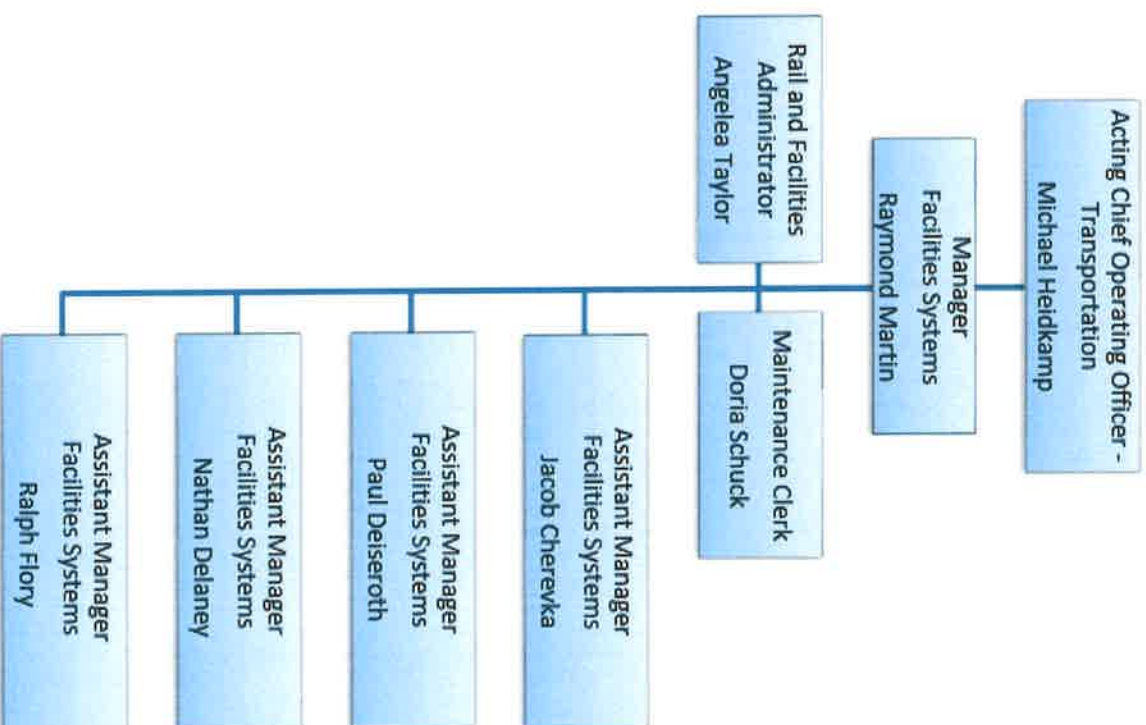 Acting Chief Operating Officer -
Transportation
Michael Heidkamp
Manager
Facilities Systems
Raymond Martin
Rail and Facilities
Administrator
Angelea Taylor
Maintenance Clerk
Doria Schuck
Assistant Manager
Facilities Systems
Jacob Cherevka
Assistant Manager
Facilities Systems
Paul Deiseroth
Assistant Manager
Facilities Systems
Nathan Delaney
Assistant Manager
Facilities Systems
Ralph Flory